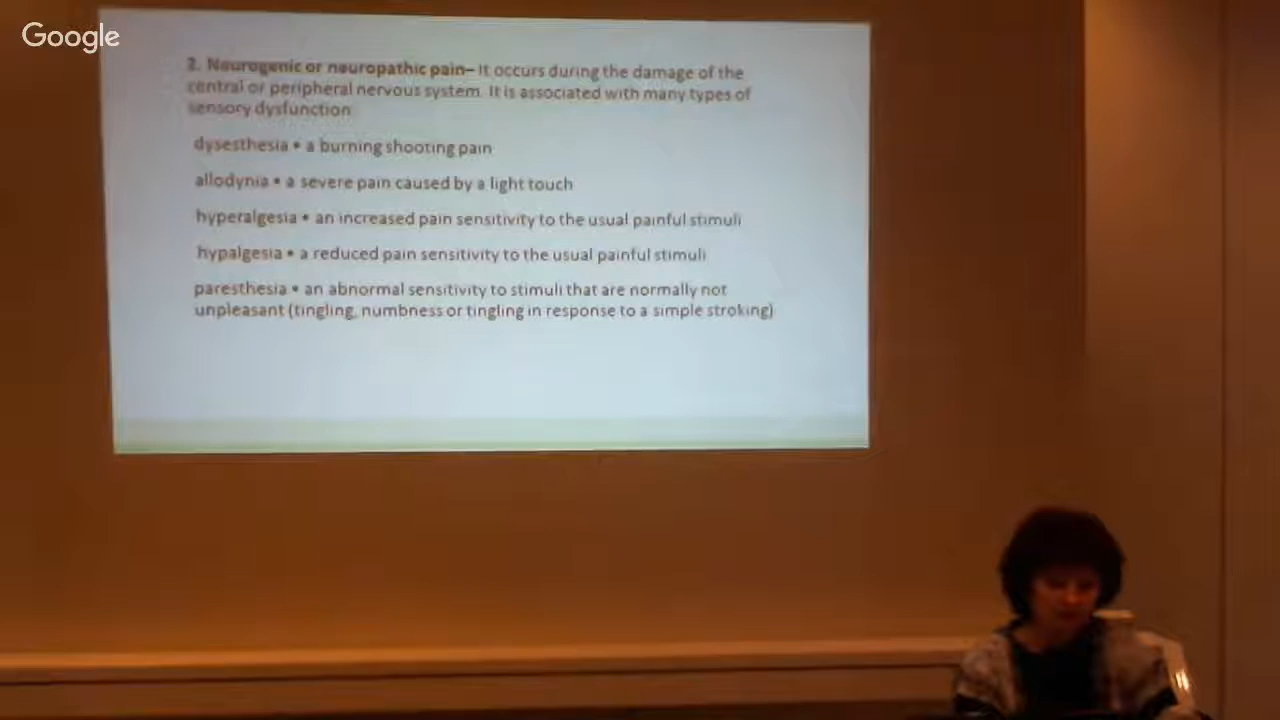 Google
2. Neurogenic or neuropathic pain– It occurs during the damage of the
central or peripheral nervous system. It is associated with many types of
sensory dysfunction:
dysesthesia • a burning shooting pain
allodynia • a severe pain caused by a light touch
hyperalgesia • an increased pain sensitivity to the usual painful stimuli
hypalgesia • a reduced pain sensitivity to the usual painful stimuli
paresthesia • an abnormal sensitivity to stimuli that are normally not
unpleasant (tingling, numbness or tingling in response to a simple stroking)